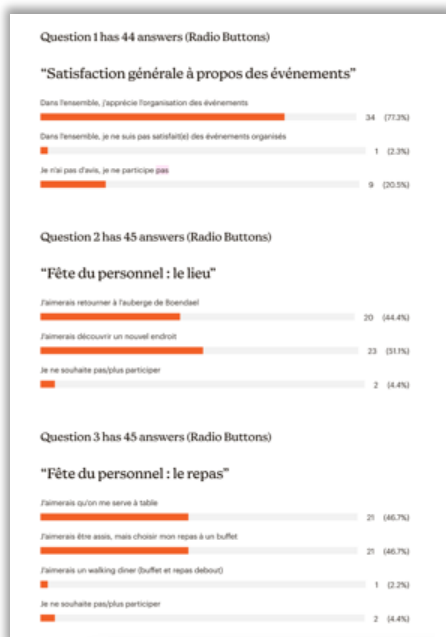 Question 1 has 44 answers (Radio Buttons)
“Satisfaction générale à propos des événements”
Dans l'ensemble, j'apprécie l'organisation des événements
34 (77.3%)
Dans l'ensemble, je ne suis pas satisfait(e) des événements organisés
1 (2.3%)
Je n'ai pas d'avis, je ne participe pas
9 (20.5%)
Question 2 has 45 answers (Radio Buttons)
“Fête du personnel : le lieu”
J'aimerais retourner à l'auberge de Boendael
20 (44.4%)
J'aimerais découvrir un nouvel endroit
23 (51.1%)
Je ne souhaite pas/plus participer
2 (4.4%)
Question 3 has 45 answers (Radio Buttons)
“Fête du personnel : le repas”
J'aimerais qu'on me serve à table
21 (46.7%)
J'aimerais être assis, mais choisir mon repas à un buffet
21 (46.7%)
J'aimerais un walking diner (buffet et repas debout)
1 (2.2%)
Je ne souhaite pas/plus participer
2 (4.4%)